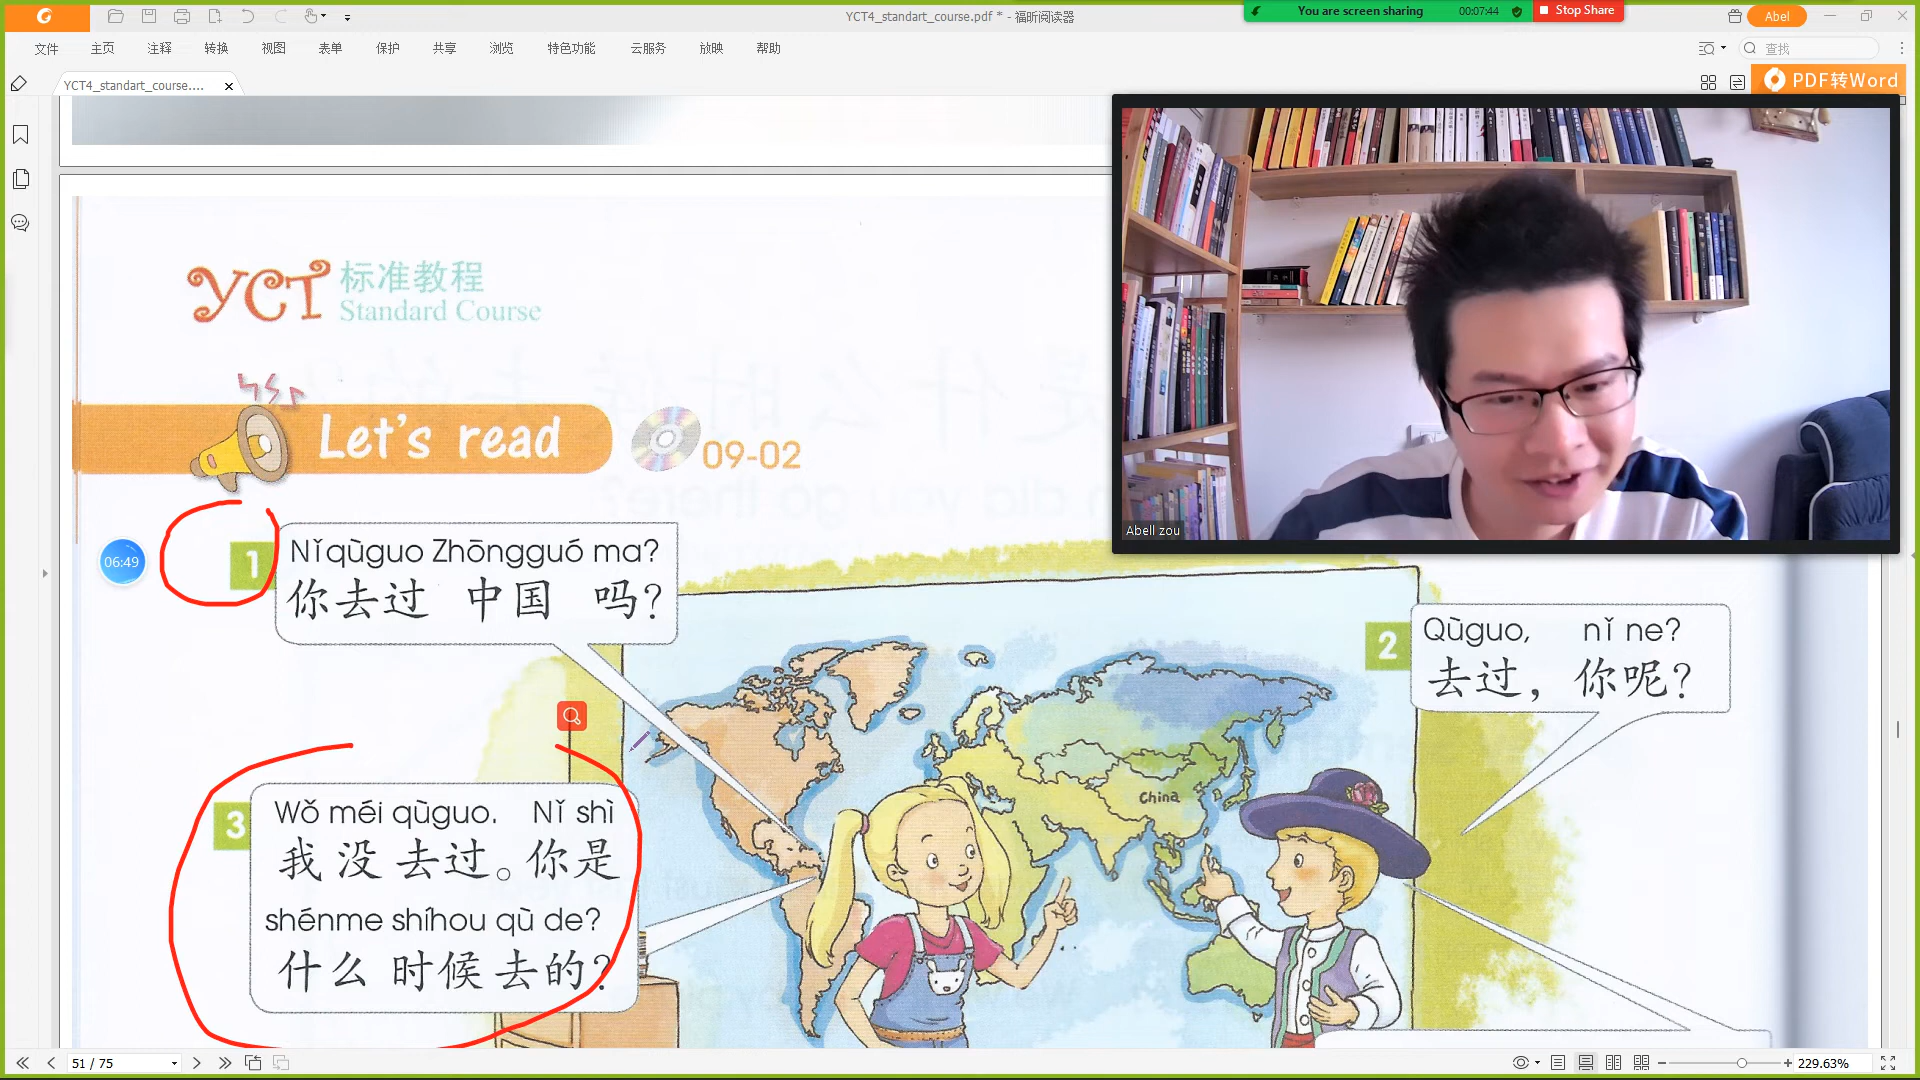 YCT4_standart_course.pdf * - 福昕阅读器
You are screen sharing
00:07:44
Stop Share
Abel
文件 主页 注释 转换 视图 表单 保护 共享 浏览 特色功能 云服务 放映 帮助
查找
YCT4_standart_course....
PDF转Word
YCT 标准教程
Standard Course
Let's read
09-02
Abell zou
06:49
1
Nǐ qùguo Zhōngguó ma?
你去过 中国 吗?
2
Qùguo, nǐ ne?
去过, 你呢?
China
3
Wǒ méi qùguo. Nǐ shì
我没去过。你是
shénme shíhou qù de?
什么时候去的?
51 / 75
229.63%